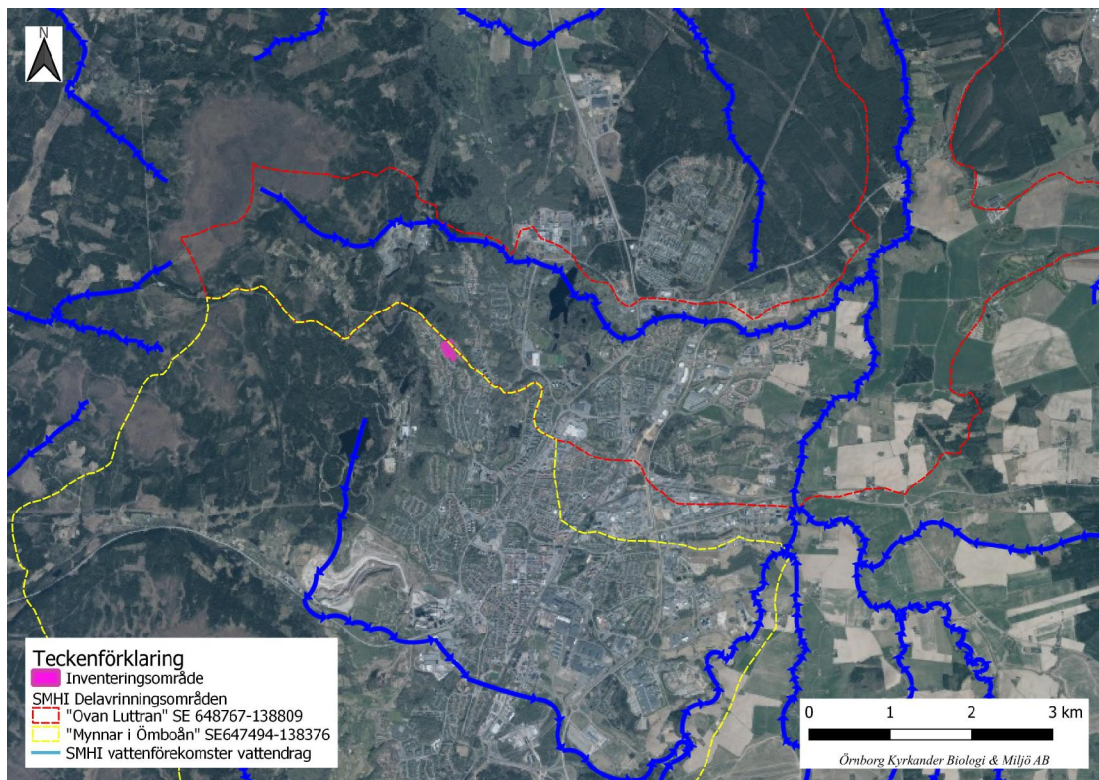 N
Teckenförklaring
Inventeringsområde
SMHI Delavrinningsområden
"Ovan Luttran" SE 648767-138809
"Mynnar i Ömboån" SE647494-138376
SMHI vattenförekomster vattendrag
0 1 2 3 km
Örnborg Kyrkander Biologi & Miljö AB